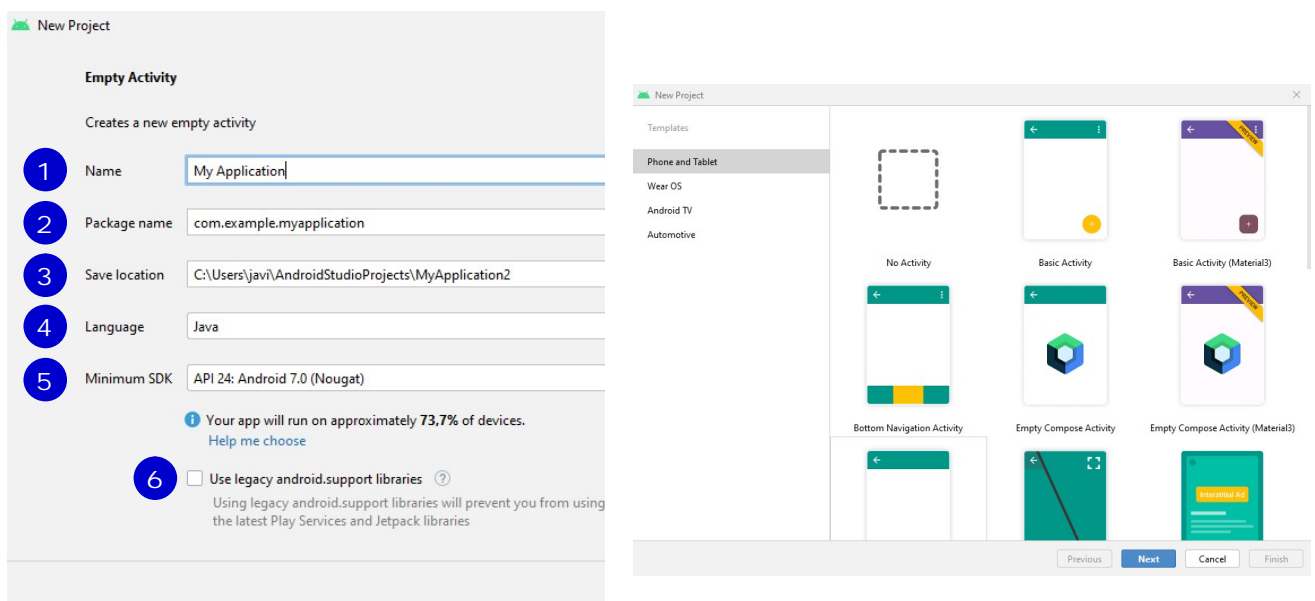 New Project
Empty Activity
Creates a new empty activity
1 Name My Application
2 Package name com.example.myapplication
3 Save location C:\Users\javi\AndroidStudioProjects\MyApplication2
4 Language Java
5 Minimum SDK API 24: Android 7.0 (Nougat)
Your app will run on approximately 73,7% of devices.
Help me choose
6 Use legacy android.support libraries ?
Using legacy android.support libraries will prevent you from using
the latest Play Services and Jetpack libraries
New Project
Templates
Phone and Tablet
Wear OS
Android TV
Automotive
PREVIEW
No Activity
Basic Activity
Basic Activity (Material3)
PREVIEW
Bottom Navigation Activity
Empty Compose Activity
Empty Compose Activity (Material3)
Interstitial Ad
Previous
Next
Cancel
Finish